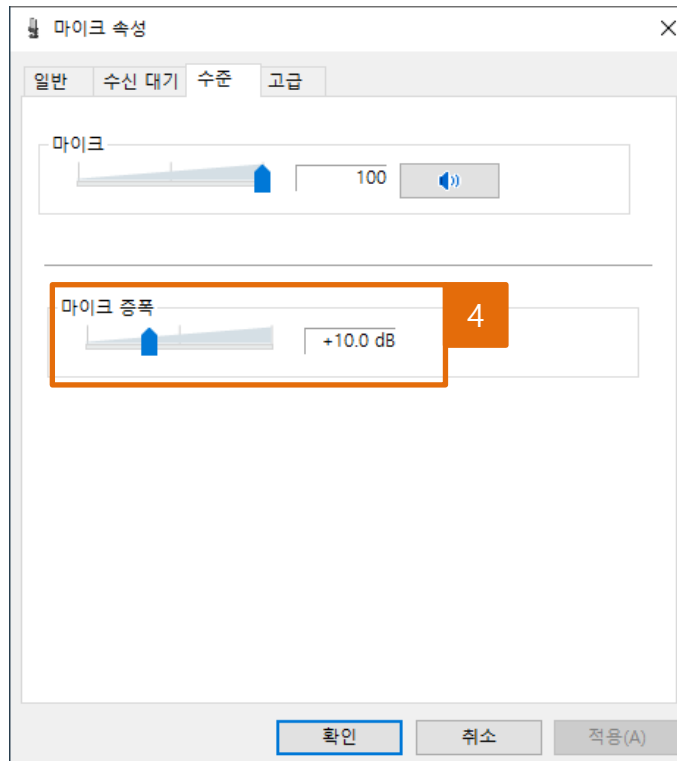 마이크 속성
일반 수신 대기 수준 고급
마이크
100
4
마이크 증폭
+10.0 dB
확인 취소 적용(A)